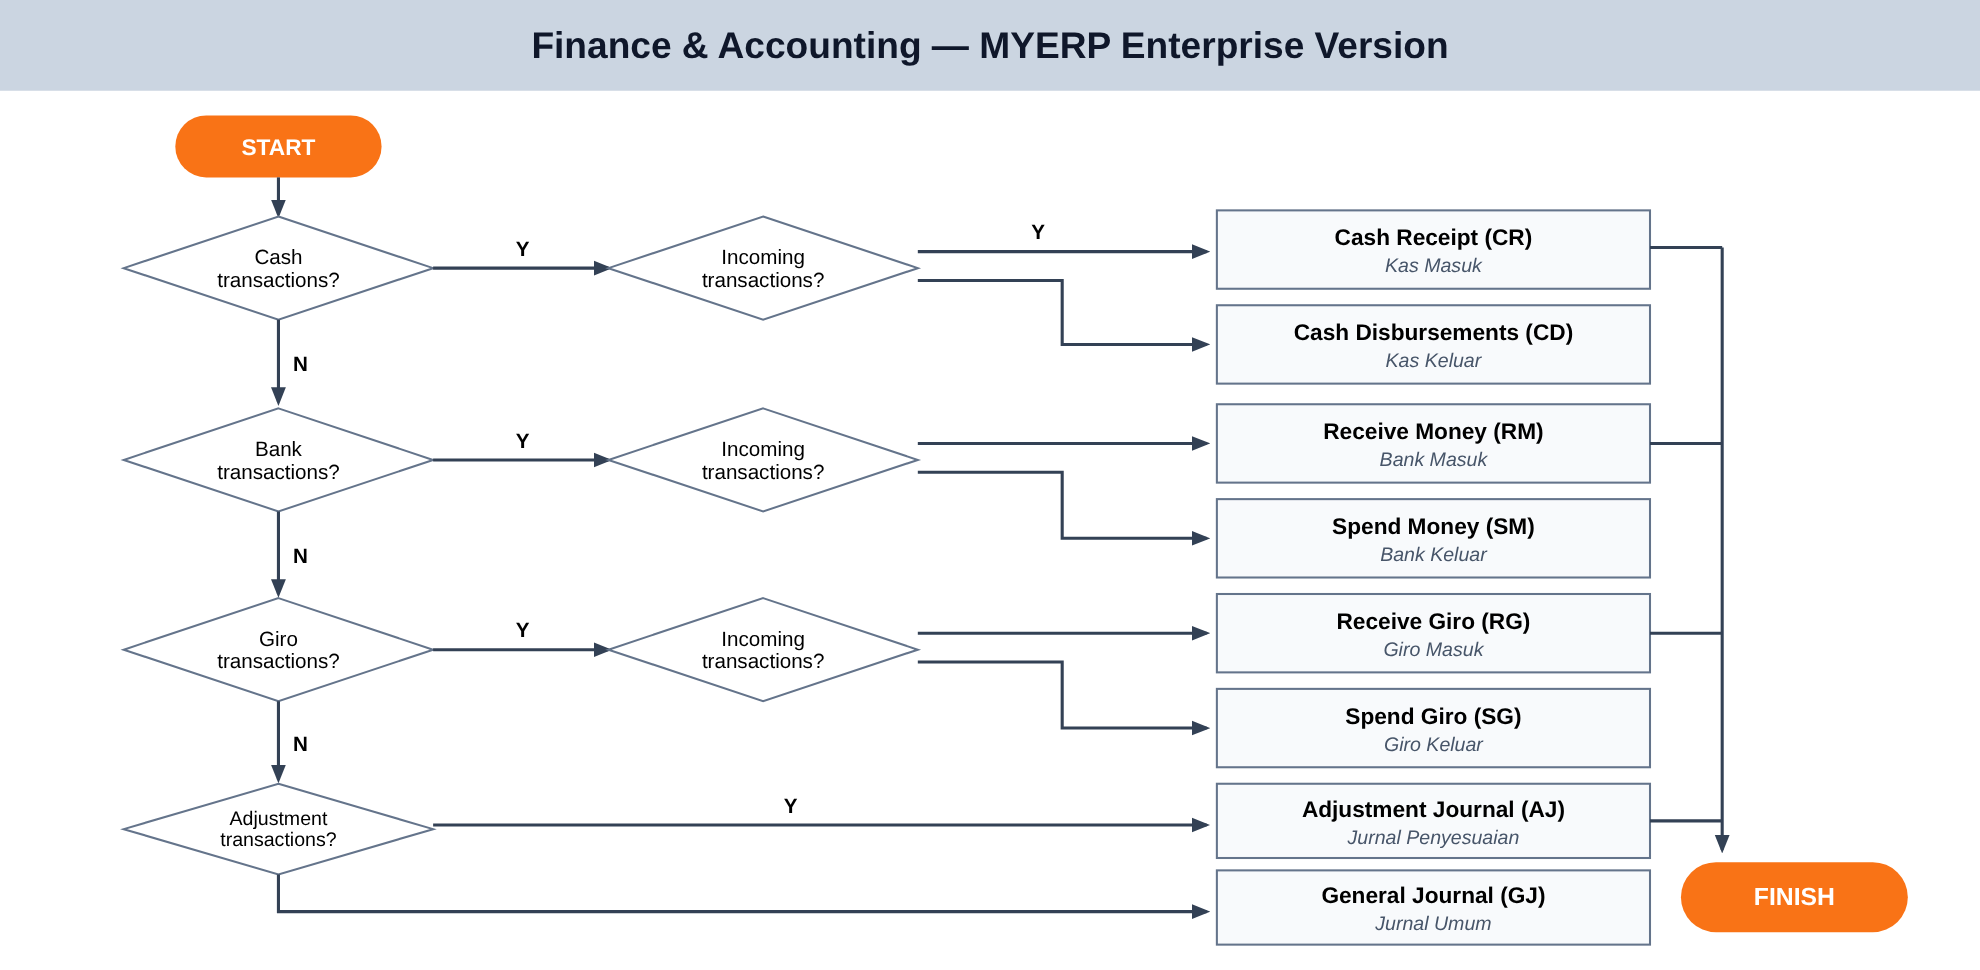 Finance & Accounting — MYERP Enterprise Version
START
Cash
transactions?
Y
Incoming
transactions?
Y
Cash Receipt (CR)
Kas Masuk
Cash Disbursements (CD)
Kas Keluar
N
Bank
transactions?
Y
Incoming
transactions?
Receive Money (RM)
Bank Masuk
Spend Money (SM)
Bank Keluar
N
Giro
transactions?
Y
Incoming
transactions?
Receive Giro (RG)
Giro Masuk
Spend Giro (SG)
Giro Keluar
N
Adjustment
transactions?
Y
Adjustment Journal (AJ)
Jurnal Penyesuaian
General Journal (GJ)
Jurnal Umum
FINISH